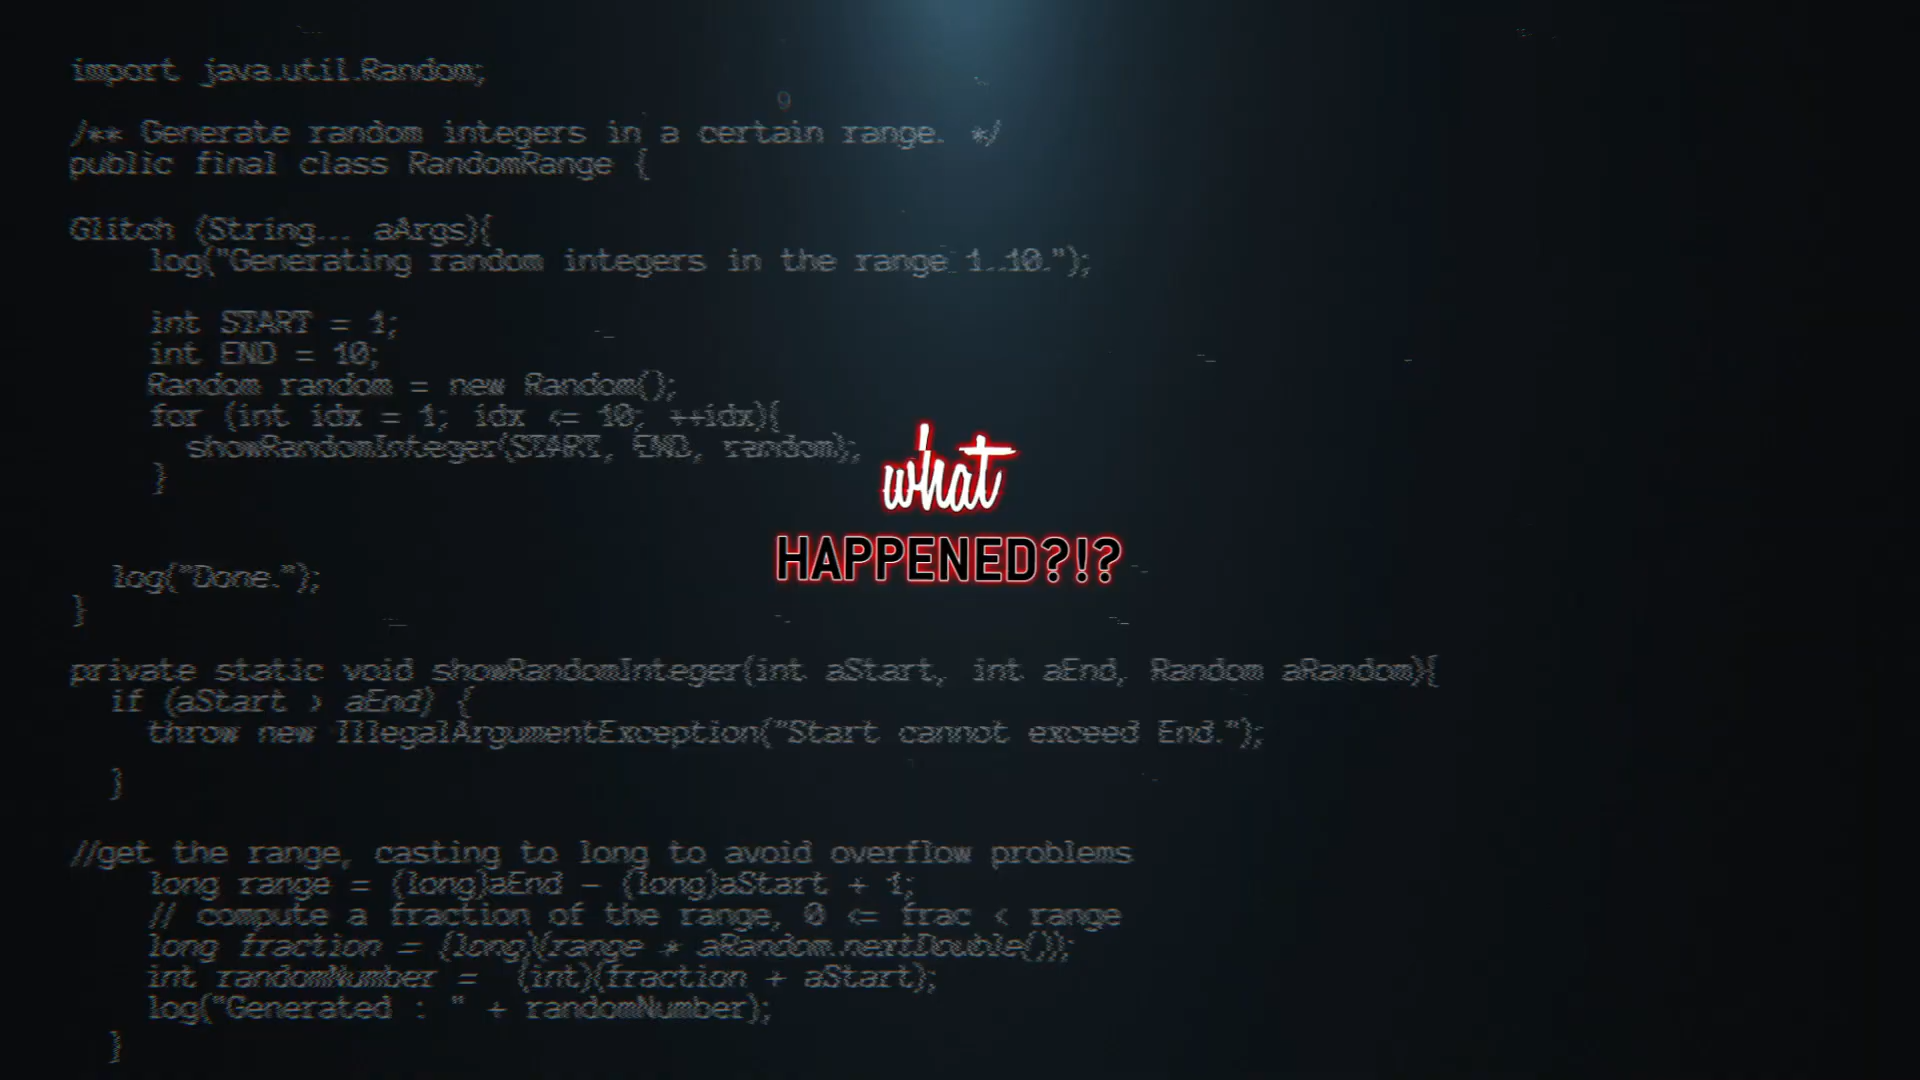 import java.util.Random;
9
/** Generate random integers in a certain range. */
public final class RandomRange {
Glitch (String... aArgs){
log("Generating random integers in the range 1..10.");
int START = 1;
int END = 10;
Random random = new Random();
for (int idx = 1; idx <= 10; ++idx){
showRandomInteger(START, END, random);
}
what
HAPPENED?!?
log("Done.");
}
private static void showRandomInteger(int aStart, int aEnd, Random aRandom){
if (aStart > aEnd) {
throw new IllegalArgumentException("Start cannot exceed End.");
}
//get the range, casting to long to avoid overflow problems
long range = (long)aEnd - (long)aStart + 1;
// compute a fraction of the range, 0 <= frac < range
long fraction = (long)(range * aRandom.nextDouble());
int randomNumber =  (int)(fraction + aStart);
log("Generated : " + randomNumber);
}